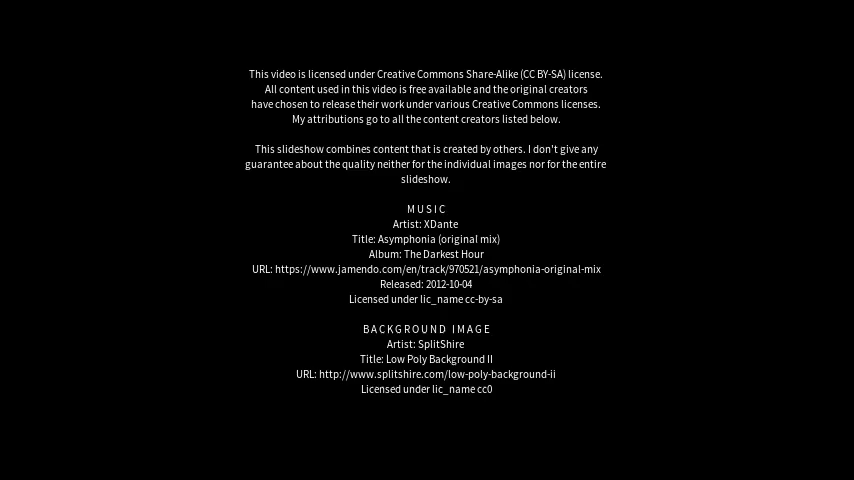 This video is licensed under Creative Commons Share-Alike (CC BY-SA) license.
All content used in this video is free available and the original creators
have chosen to release their work under various Creative Commons licenses.
My attributions go to all the content creators listed below.
This slideshow combines content that is created by others. I don't give any
guarantee about the quality neither for the individual images nor for the entire
slideshow.
MUSIC
Artist: XDante
Title: Asymphonia (original mix)
Album: The Darkest Hour
URL: https://www.jamendo.com/en/track/970521/asymphonia-original-mix
Released: 2012-10-04
Licensed under lic_name cc-by-sa
BACKGROUND IMAGE
Artist: SplitShire
Title: Low Poly Background II
URL: http://www.splitshire.com/low-poly-background-ii
Licensed under lic_name cc0